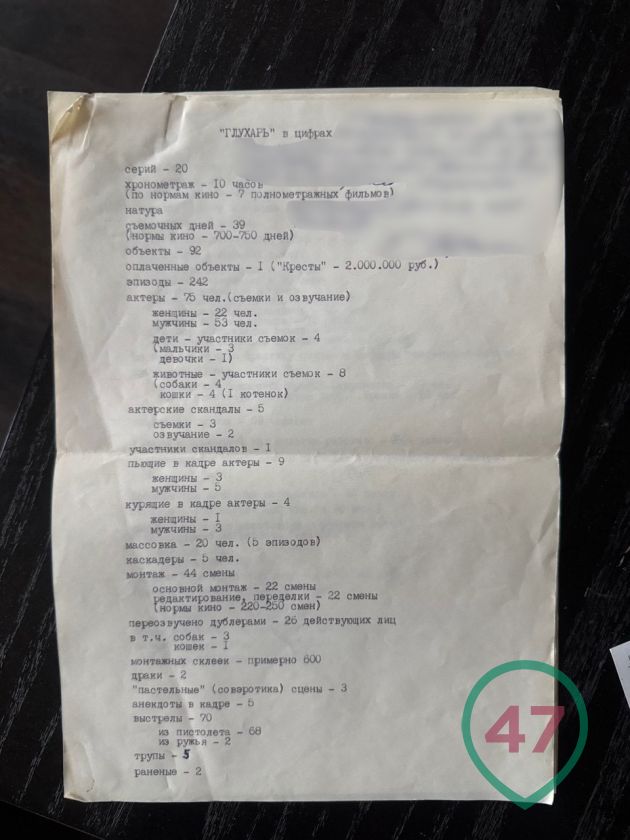 "ГЛУХАРЬ" в цифрах
серий - 20
хронометраж - 10 часов
(по нормам кино - 7 полнометражных фильмов)
натура
съемочных дней - 39
(нормы кино - 700-750 дней)
объекты - 92
оплаченные объекты - I ("Кресты" - 2.000.000 руб.)
эпизоды - 242
актеры - 75 чел.(съемки и озвучание)
женщины - 22 чел.
мужчины - 53 чел.
дети - участники съемок - 4
(мальчики - 3
девочки - I)
животные - участники съемок - 8
(собаки - 4
кошки - 4 (I котенок)
актерские скандалы - 5
съемки - 3
озвучание - 2
участники скандалов - I
пьющие в кадре актеры - 9
женщины - 3
мужчины - 5
курящие в кадре актеры - 4
женщины - I
мужчины - 3
массовка - 20 чел. (5 эпизодов)
каскадеры - 5 чел.
монтаж - 44 смены
основной монтаж - 22 смены
редактирование, переделки - 22 смены
(нормы кино - 220-250 смен)
переозвучено дублерами - 26 действующих лиц
в т.ч. собак - 3
кошек - I
монтажных склеек - примерно 600
драки - 2
"пастельные" (совэротика) сцены - 3
анекдоты в кадре - 5
выстрелы - 70
из пистолета - 68
из ружья - 2
трупы - 5
раненые - 2
47